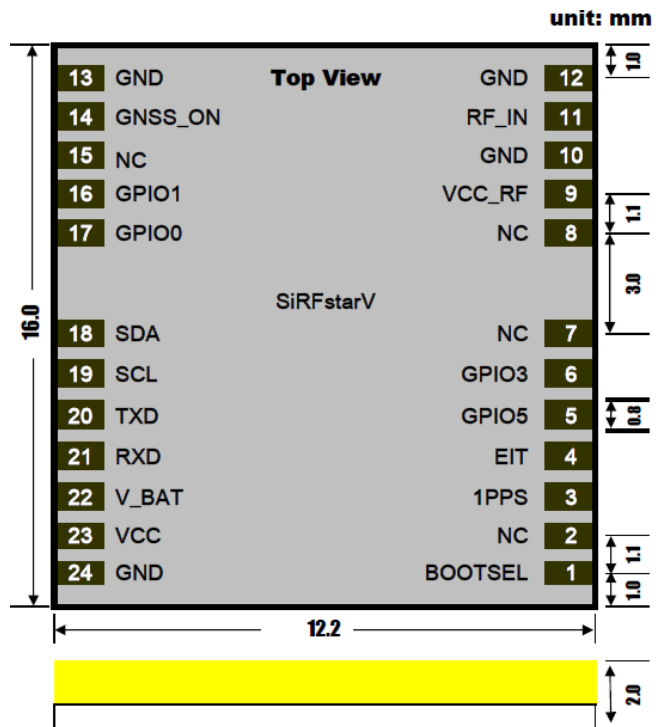 unit: mm
13 GND Top View GND 12
1.0
14 GNSS_ON RF_IN 11
15 NC GND 10
16 GPIO1 VCC_RF 9
1.1
17 GPIO0 NC 8
3.0
SiRFstarV
16.0
18 SDA NC 7
19 SCL GPIO3 6
20 TXD GPIO5 5
0.8
21 RXD EIT 4
22 V_BAT 1PPS 3
23 VCC NC 2
1.1
24 GND BOOTSEL 1
1.0
12.2
2.0